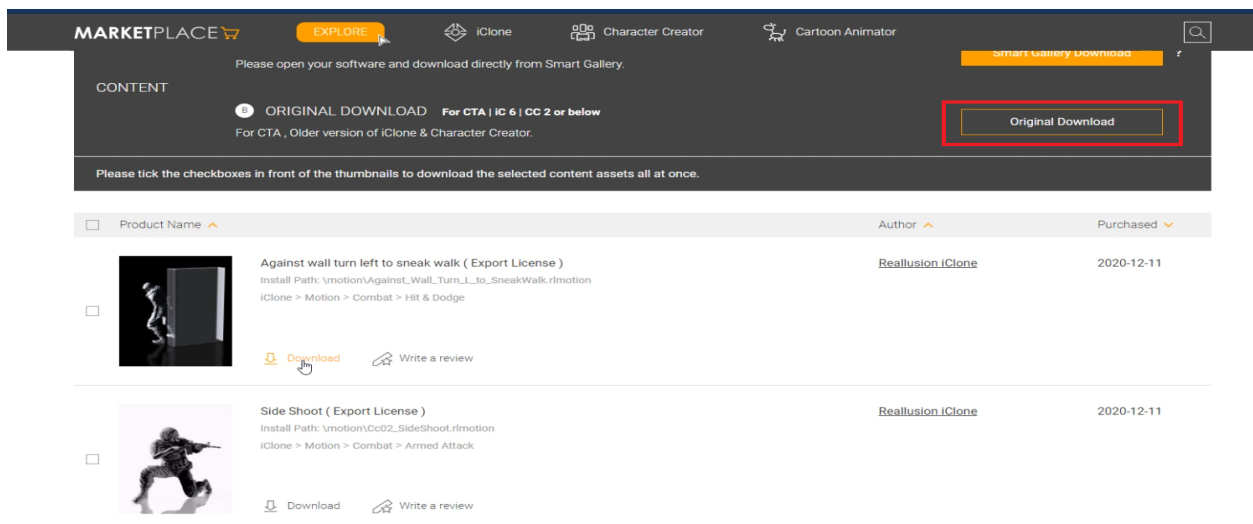 MARKETPLACE
EXPLORE
iClone
Character Creator
Cartoon Animator
Please open your software and download directly from Smart Gallery.
Smart Gallery Download
?
CONTENT
B ORIGINAL DOWNLOAD For CTA | iC 6 | CC 2 or below
For CTA , Older version of iClone & Character Creator.
Original Download
Please tick the checkboxes in front of the thumbnails to download the selected content assets all at once.
Product Name
Author
Purchased
Against wall turn left to sneak walk ( Export License )
Reallusion iClone
2020-12-11
Install Path: \motion\Against_Wall_Turn_L_to_SneakWalk.rlmotion
iClone > Motion > Combat > Hit & Dodge
Download
Write a review
Side Shoot ( Export License )
Reallusion iClone
2020-12-11
Install Path: \motion\Cc02_SideShoot.rlmotion
iClone > Motion > Combat > Armed Attack
Download
Write a review